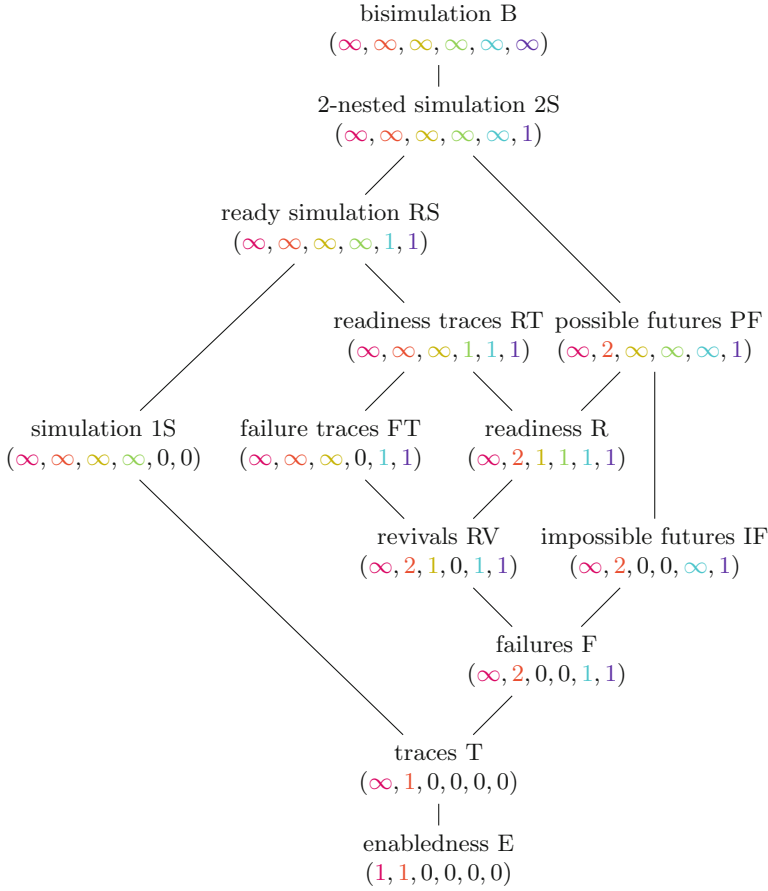 bisimulation B
(∞, ∞, ∞, ∞, ∞, ∞)
2-nested simulation 2S
(∞, ∞, ∞, ∞, ∞, 1)
ready simulation RS
(∞, ∞, ∞, ∞, 1, 1)
readiness traces RT
(∞, ∞, ∞, 1, 1, 1)
possible futures PF
(∞, 2, ∞, ∞, ∞, 1)
simulation 1S
(∞, ∞, ∞, ∞, 0, 0)
failure traces FT
(∞, ∞, ∞, 0, 1, 1)
readiness R
(∞, 2, 1, 1, 1, 1)
revivals RV
(∞, 2, 1, 0, 1, 1)
impossible futures IF
(∞, 2, 0, 0, ∞, 1)
failures F
(∞, 2, 0, 0, 1, 1)
traces T
(∞, 1, 0, 0, 0, 0)
enabledness E
(1, 1, 0, 0, 0, 0)